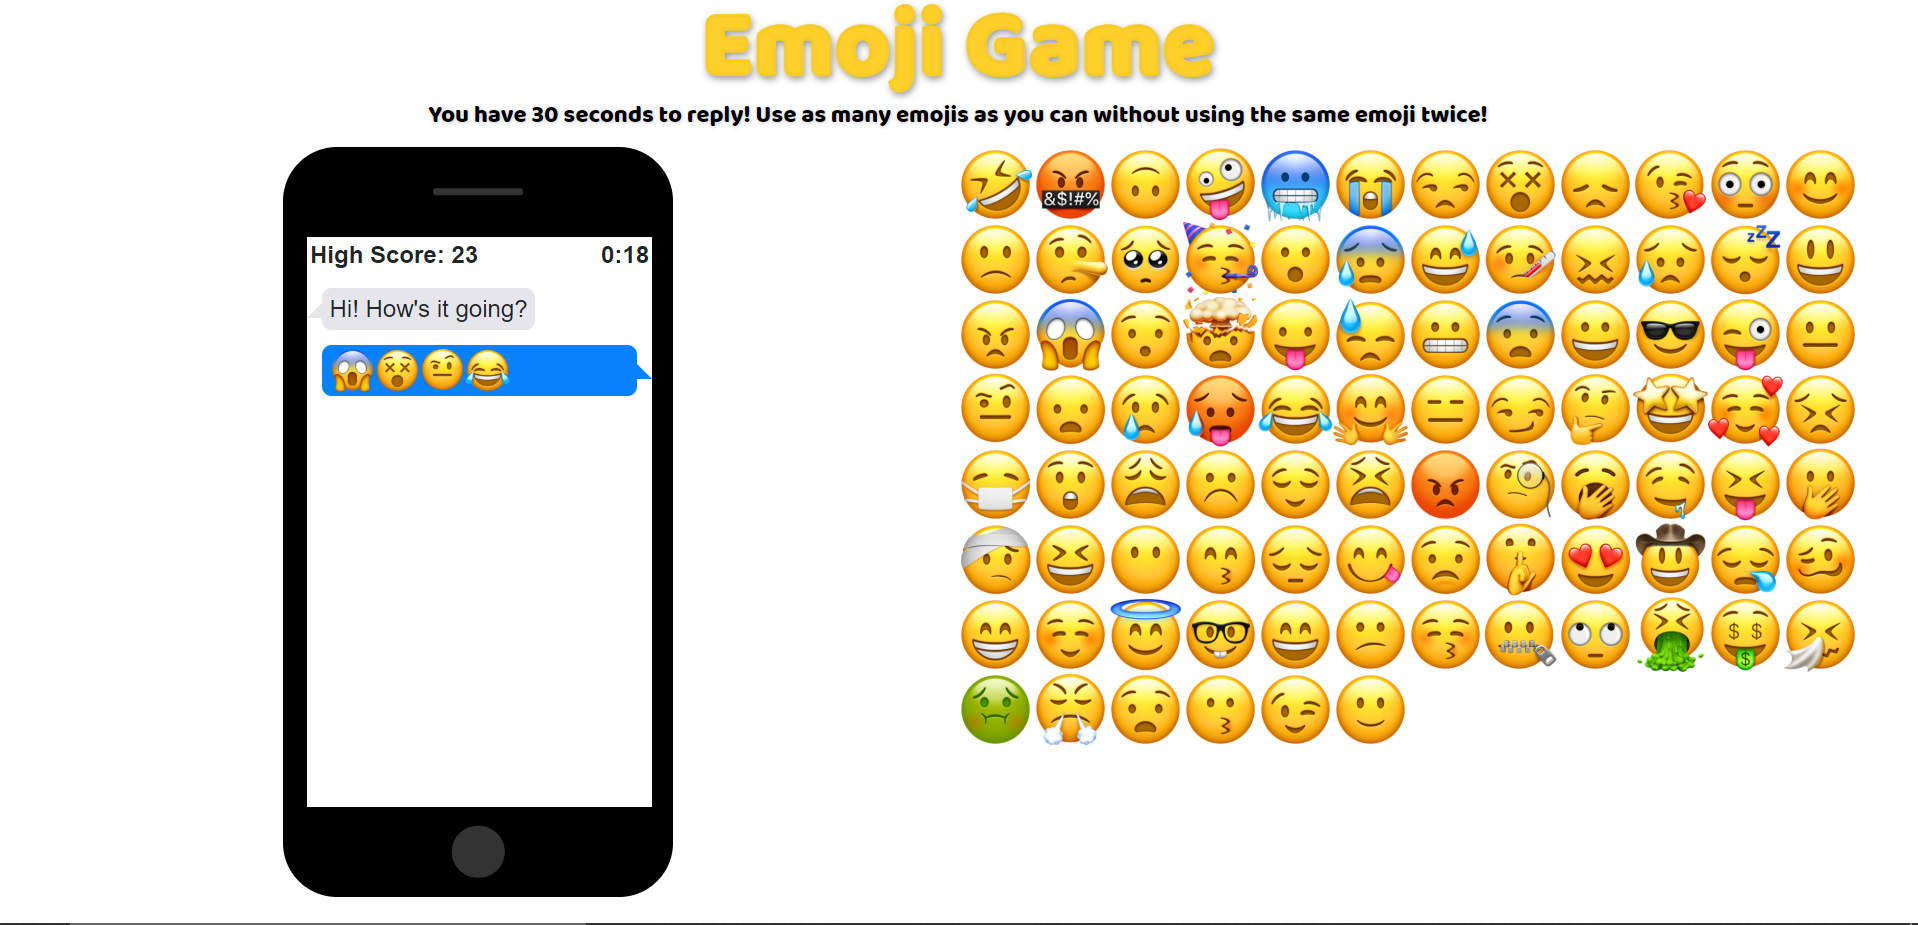 Emoji Game
You have 30 seconds to reply! Use as many emojis as you can without using the same emoji twice!
High Score: 23 0:18
Hi! How's it going?
&$!#%
zZZ
$ $
$